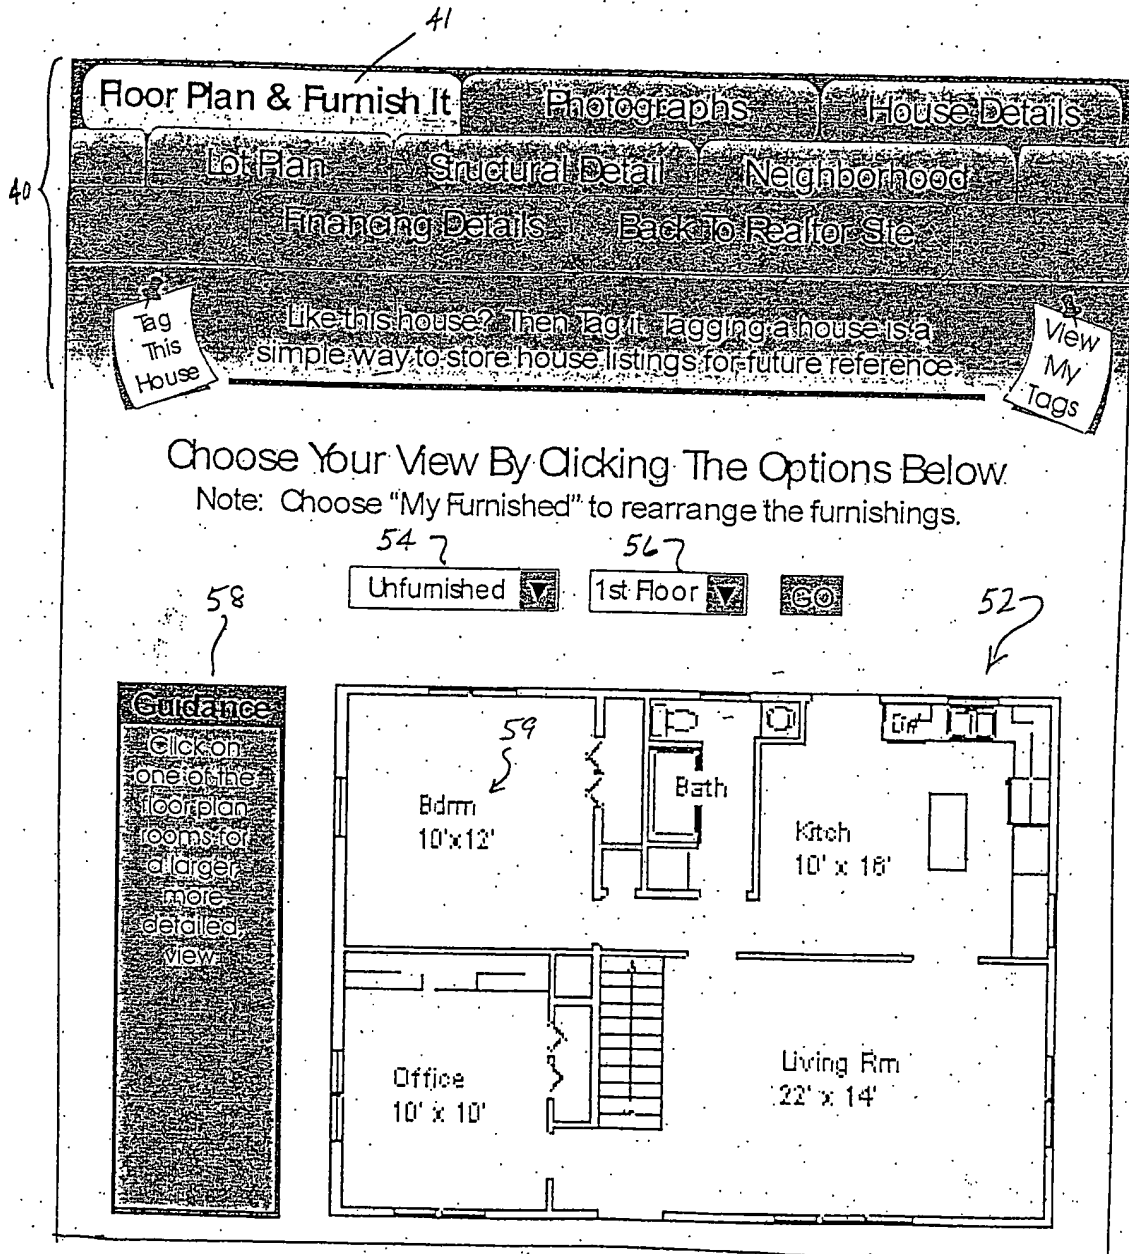 41
Floor Plan & Furnish It Photographs House Details
Lot Plan Structural Detail Neighborhood
40
Financing Details Back To Realtor Site
Tag
This
House
Like this house? Then Tag it. Tagging a house is a
simple way to store house listings for future reference.
View
My
Tags
Choose Your View By Clicking The Options Below.
Note: Choose "My Furnished" to rearrange the furnishings.
54 56
Unfurnished 1st Floor GO
58 52
Guidance
Click on
one of the
floor plan
rooms for
a larger
more
detailed
view
59
Bdrm
10'x12'
Bath
Kitch
10' x 16'
Living Rm
22' x 14'
Office
10' x 10'